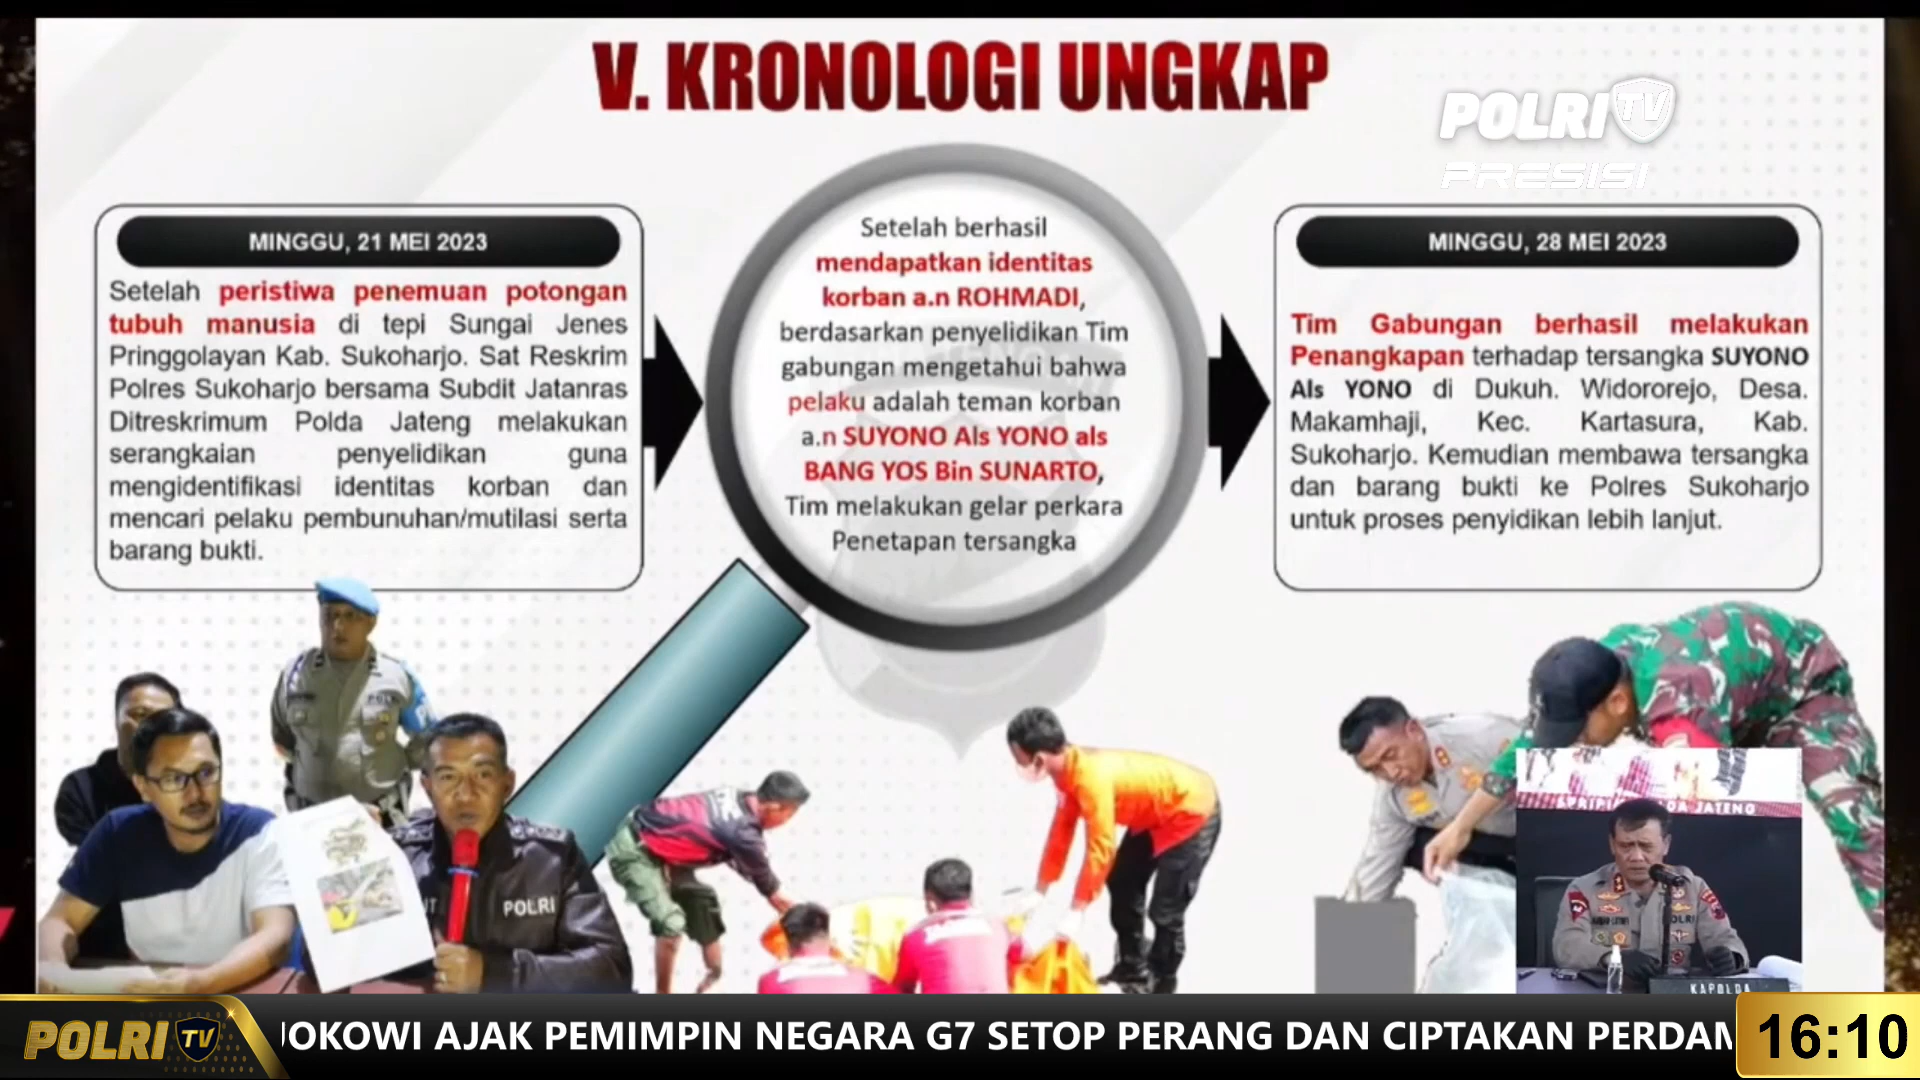 V. KRONOLOGI UNGKAP
POLRI TV
PRESISI
MINGGU, 21 MEI 2023
Setelah peristiwa penemuan potongan
tubuh manusia di tepi Sungai Jenes
Pringgolayan Kab. Sukoharjo. Sat Reskrim
Polres Sukoharjo bersama Subdit Jatanras
Ditreskrimum Polda Jateng melakukan
serangkaian penyelidikan guna
mengidentifikasi identitas korban dan
mencari pelaku pembunuhan/mutilasi serta
barang bukti.
Setelah berhasil
mendapatkan identitas
korban a.n ROHMADI,
berdasarkan penyelidikan Tim
gabungan mengetahui bahwa
pelaku adalah teman korban
a.n SUYONO Als YONO als
BANG YOS Bin SUNARTO,
Tim melakukan gelar perkara
Penetapan tersangka
MINGGU, 28 MEI 2023
Tim Gabungan berhasil melakukan
Penangkapan terhadap tersangka SUYONO
Als YONO di Dukuh. Widororejo, Desa.
Makamhaji, Kec. Kartasura, Kab.
Sukoharjo. Kemudian membawa tersangka
dan barang bukti ke Polres Sukoharjo
untuk proses penyidikan lebih lanjut.
POLRI
DA JATENG
POLRI
KAPOLDA
POLRI TV
JOKOWI AJAK PEMIMPIN NEGARA G7 SETOP PERANG DAN CIPTAKAN PERDAM
16:10